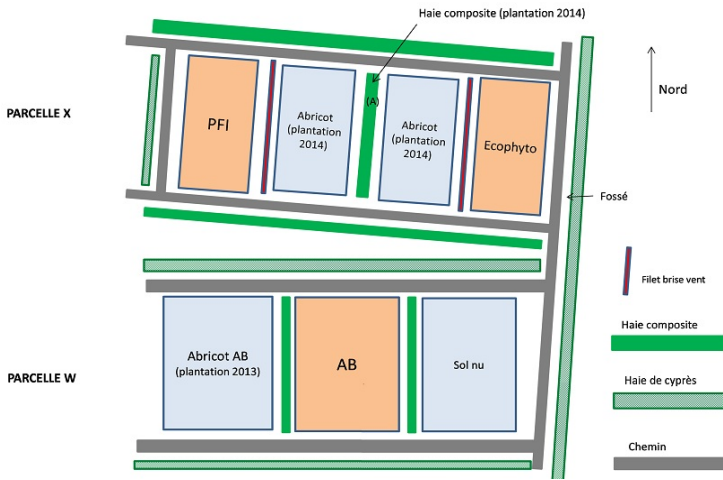 Haie composite (plantation 2014)
Nord
PARCELLE X
PFI
Abricot
(plantation
2014)
(A)
Abricot
(plantation
2014)
Ecophyto
Fossé
Filet brise vent
Haie composite
PARCELLE W
Abricot AB
(plantation 2013)
AB
Sol nu
Haie de cyprès
Chemin